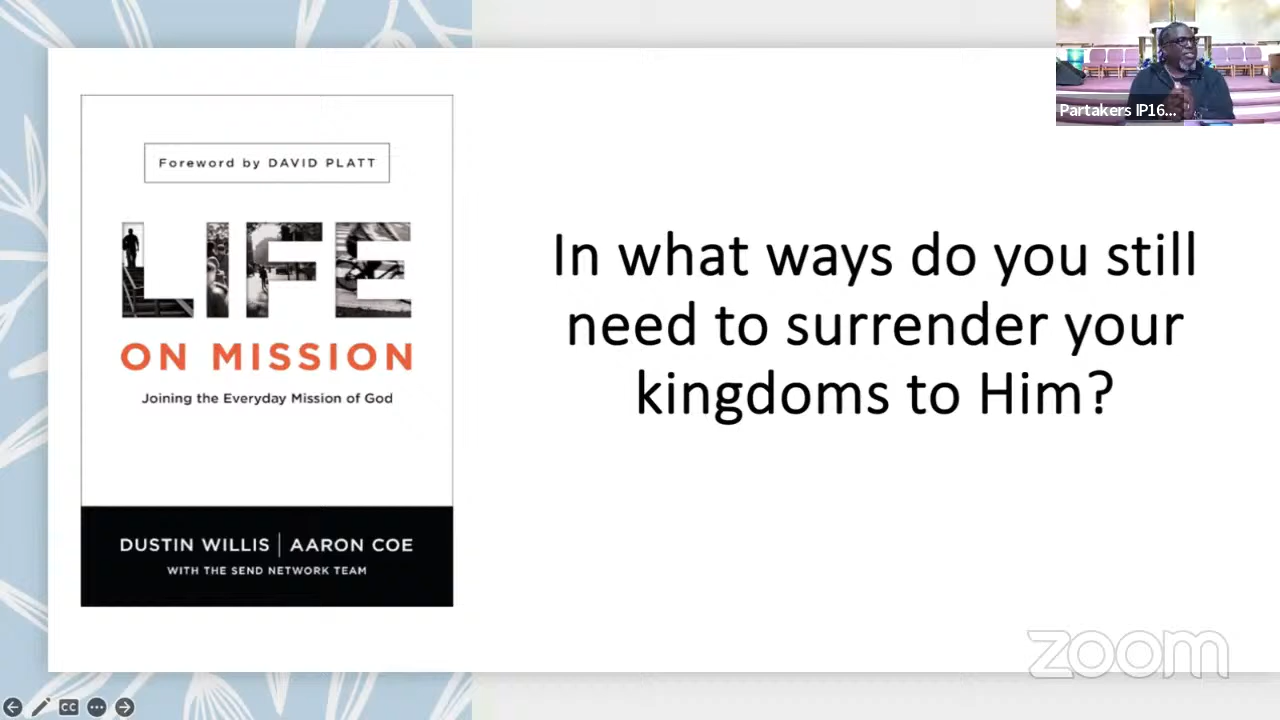 Foreword by DAVID PLATT
LIFE
ON MISSION
Joining the Everyday Mission of God
DUSTIN WILLIS | AARON COE
WITH THE SEND NETWORK TEAM
In what ways do you still
need to surrender your
kingdoms to Him?
Partakers IP16...
zoom
CC